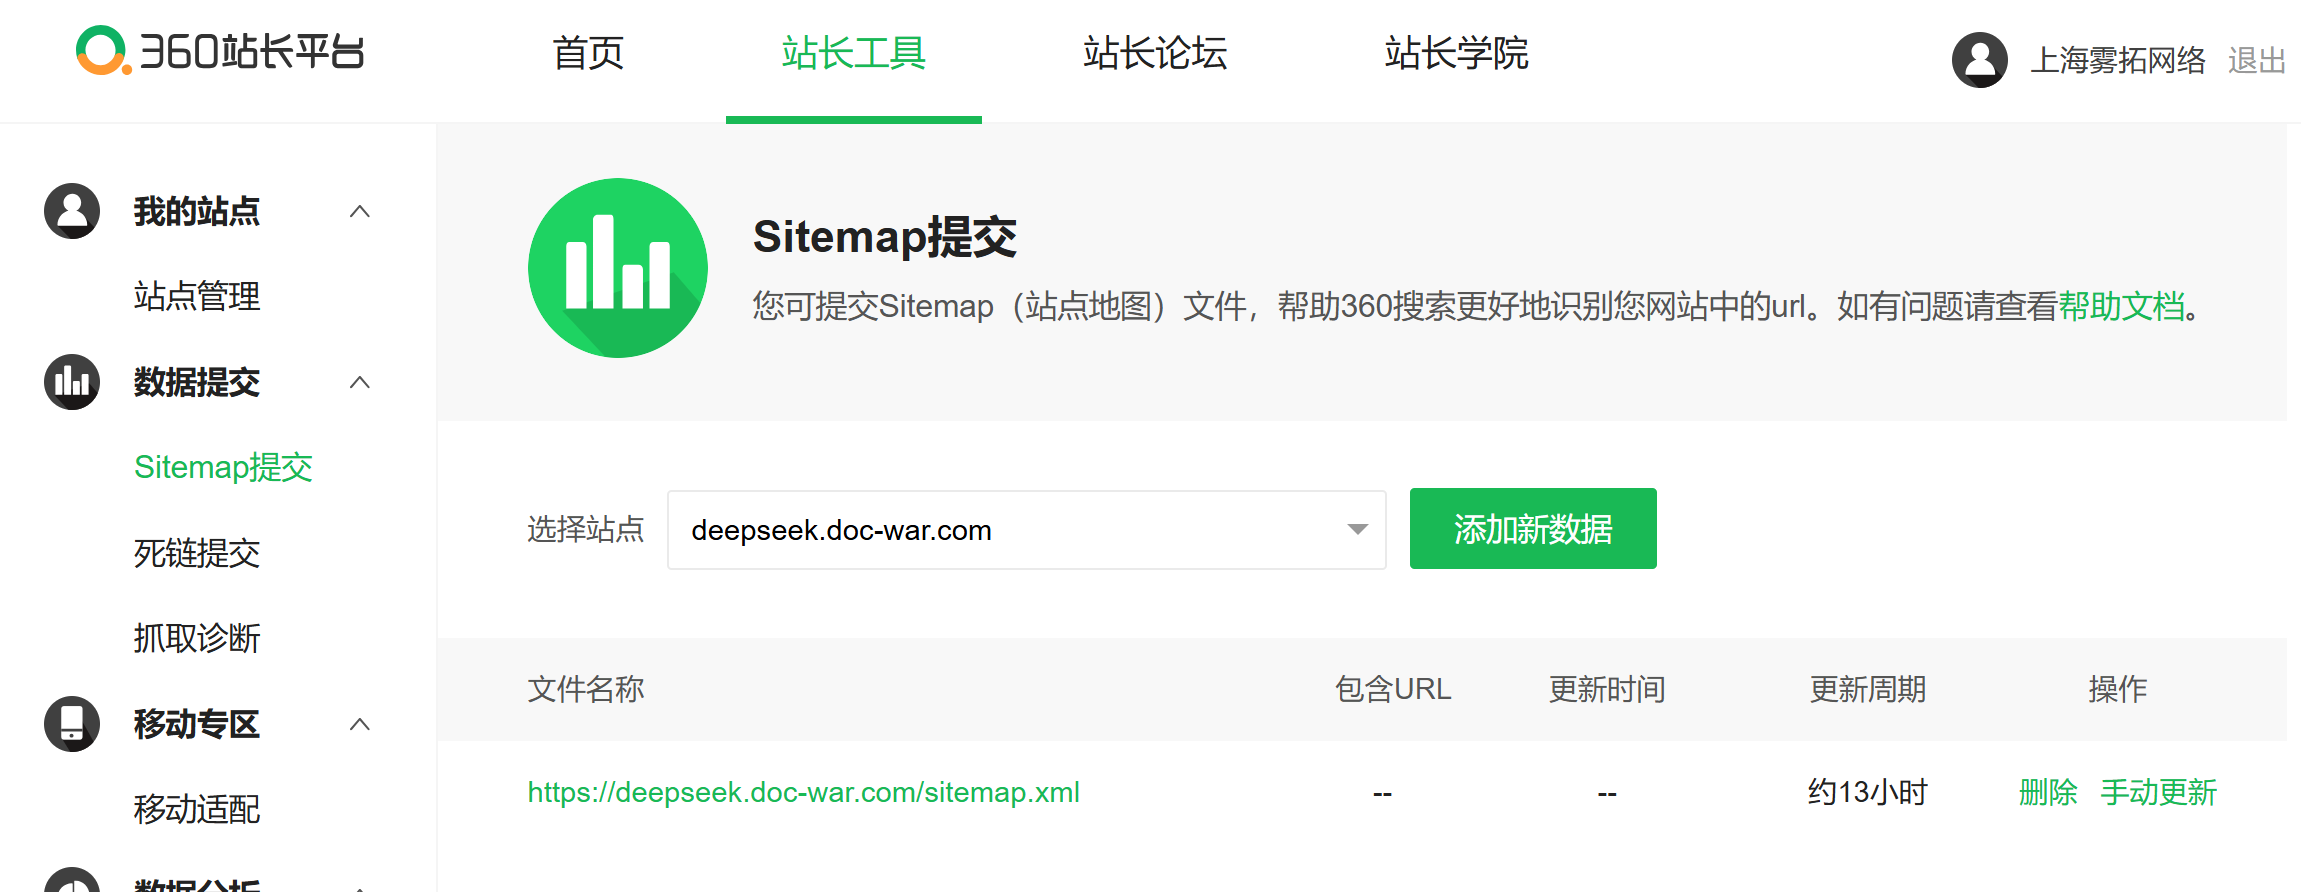 360站长平台
首页
站长工具
站长论坛
站长学院
上海雾拓网络 退出
我的站点
站点管理
数据提交
Sitemap提交
死链提交
抓取诊断
移动专区
移动适配
数据分析
Sitemap提交
您可提交Sitemap（站点地图）文件，帮助360搜索更好地识别您网站中的url。如有问题请查看帮助文档。
选择站点 deepseek.doc-war.com 添加新数据
文件名称 包含URL 更新时间 更新周期 操作
https://deepseek.doc-war.com/sitemap.xml -- -- 约13小时 删除 手动更新